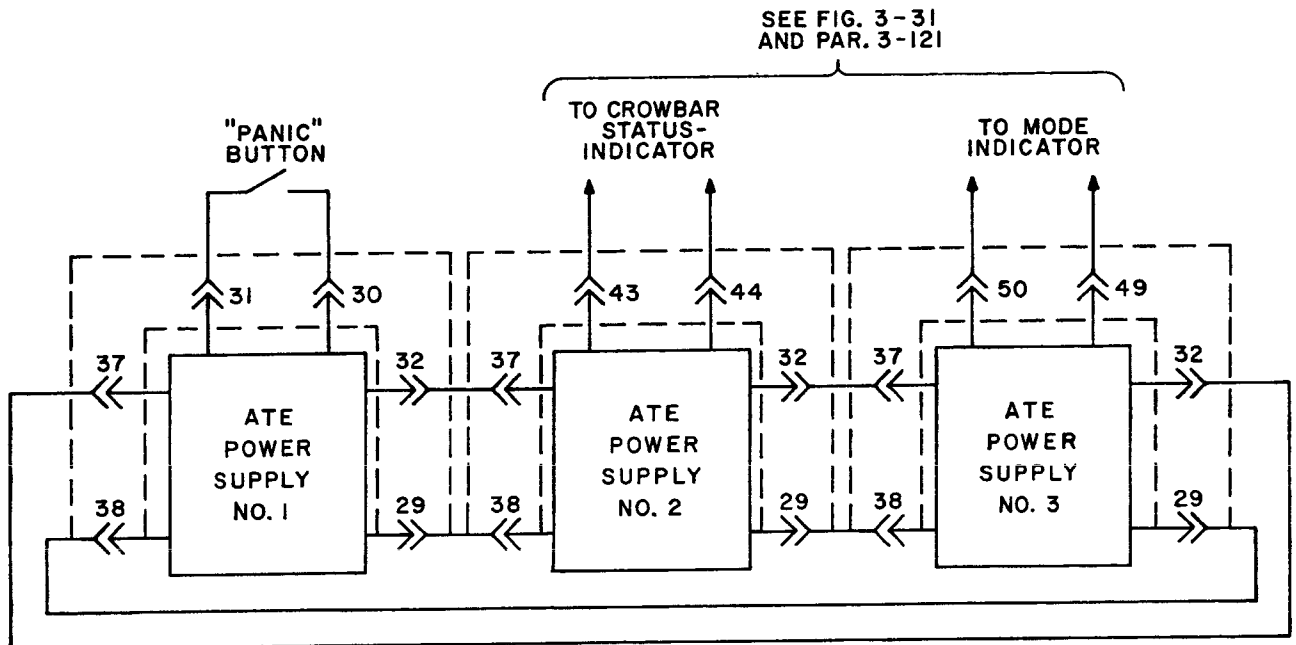 SEE FIG. 3-31
AND PAR. 3-121
TO CROWBAR
STATUS-
INDICATOR
TO MODE
INDICATOR
"PANIC"
BUTTON
31
30
43
44
50
49
37
32
37
32
37
32
ATE
POWER
SUPPLY
NO. 1
ATE
POWER
SUPPLY
NO. 2
ATE
POWER
SUPPLY
NO. 3
38
29
38
29
38
29